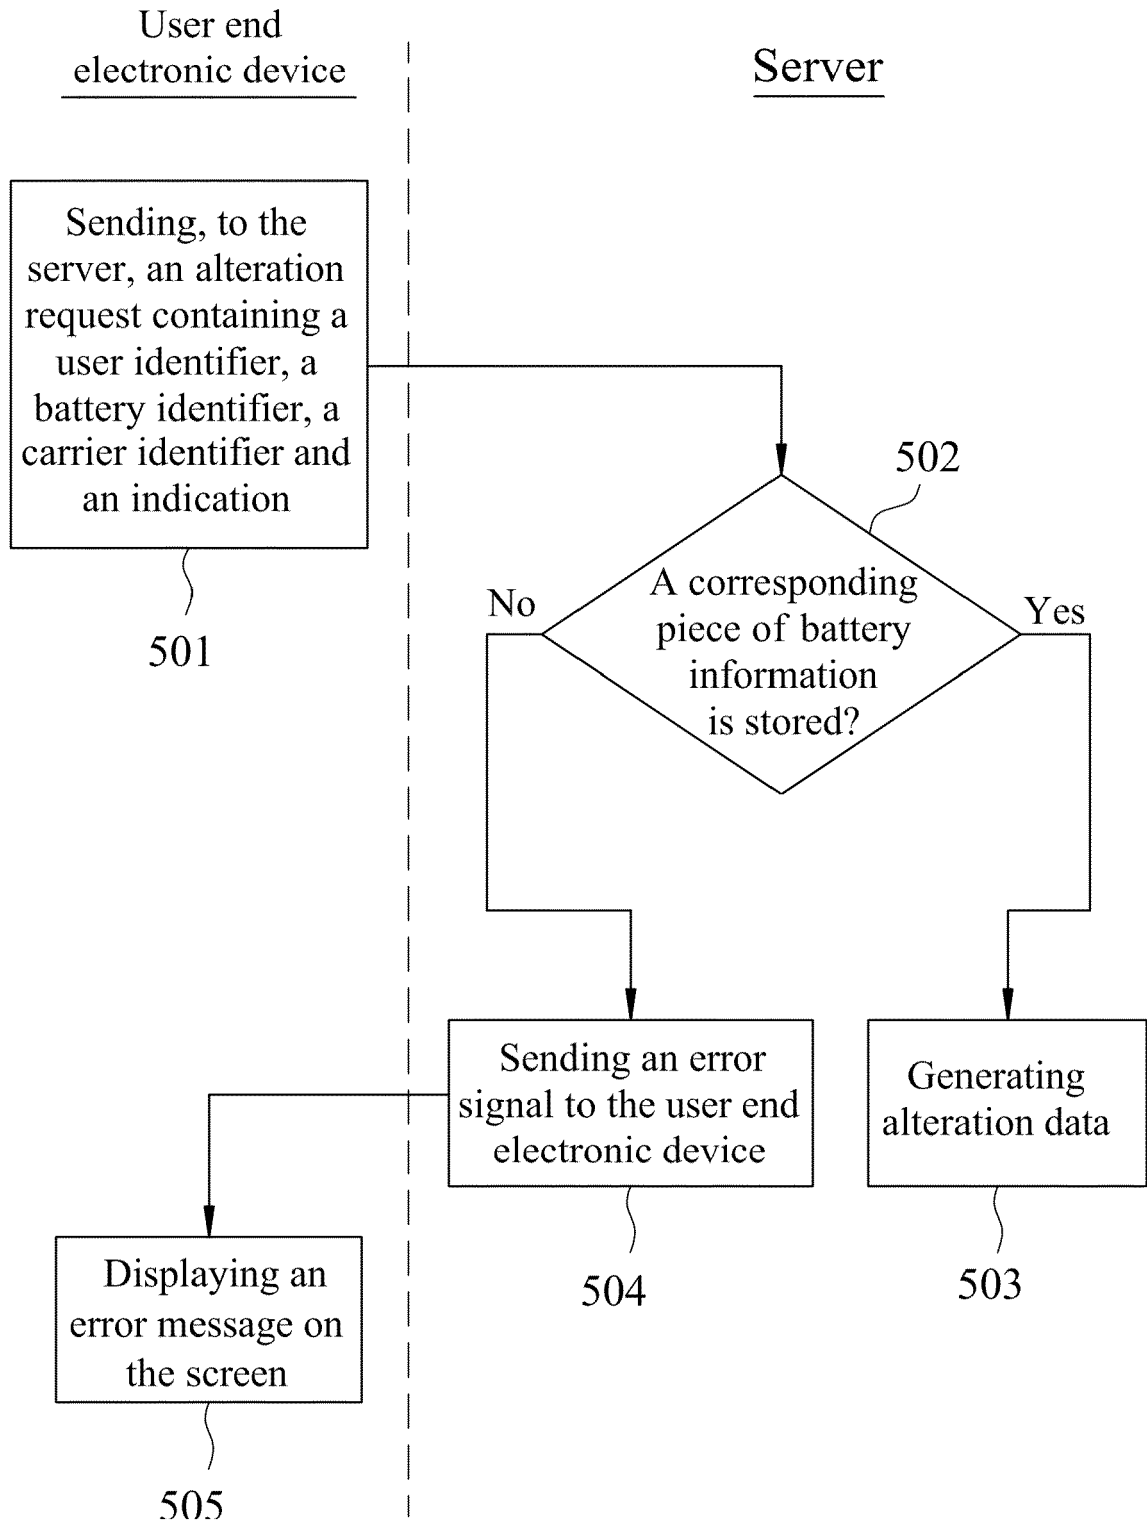 User end
electronic device
Server
Sending, to the
server, an alteration
request containing a
user identifier, a
battery identifier, a
carrier identifier and
an indication
501
502
A corresponding
piece of battery
information
is stored?
No
Yes
Sending an error
signal to the user end
electronic device
504
Generating
alteration data
503
Displaying an
error message on
the screen
505